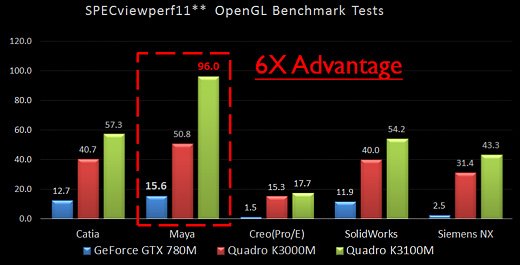 SPECviewperf11** OpenGL Benchmark Tests
120.0
100.0
80.0
60.0
40.0
20.0
0.0
6X Advantage
12.7 40.7 57.3
15.6 50.8 96.0
1.5 15.3 17.7
11.9 40.0 54.2
2.5 31.4 43.3
Catia Maya Creo(Pro/E) SolidWorks Siemens NX
GeForce GTX 780M Quadro K3000M Quadro K3100M